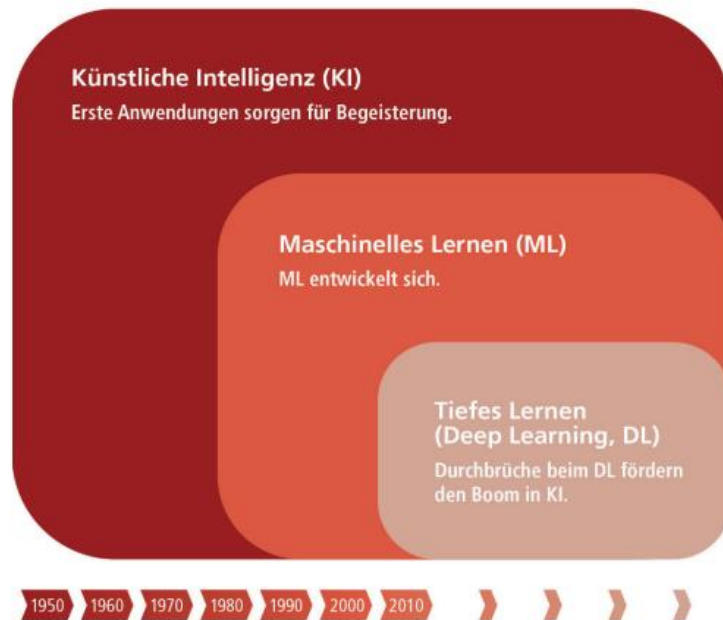 Künstliche Intelligenz (KI)
Erste Anwendungen sorgen für Begeisterung.
Maschinelles Lernen (ML)
ML entwickelt sich.
Tiefes Lernen
(Deep Learning, DL)
Durchbrüche beim DL fördern
den Boom in KI.
1950 1960 1970 1980 1990 2000 2010